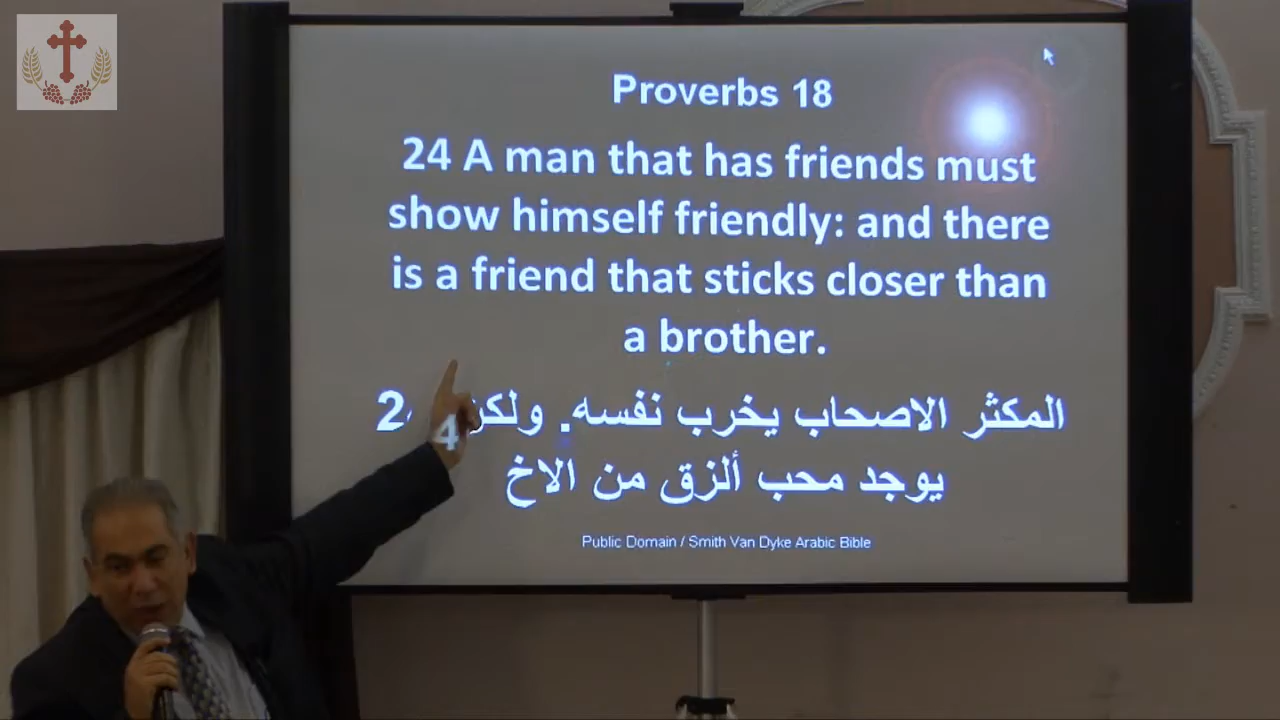 Proverbs 18
24 A man that has friends must
show himself friendly: and there
is a friend that sticks closer than
a brother.
24 المكثر الاصحاب يخرب نفسه. ولكن
يوجد محب ألزق من الاخ
Public Domain / Smith Van Dyke Arabic Bible